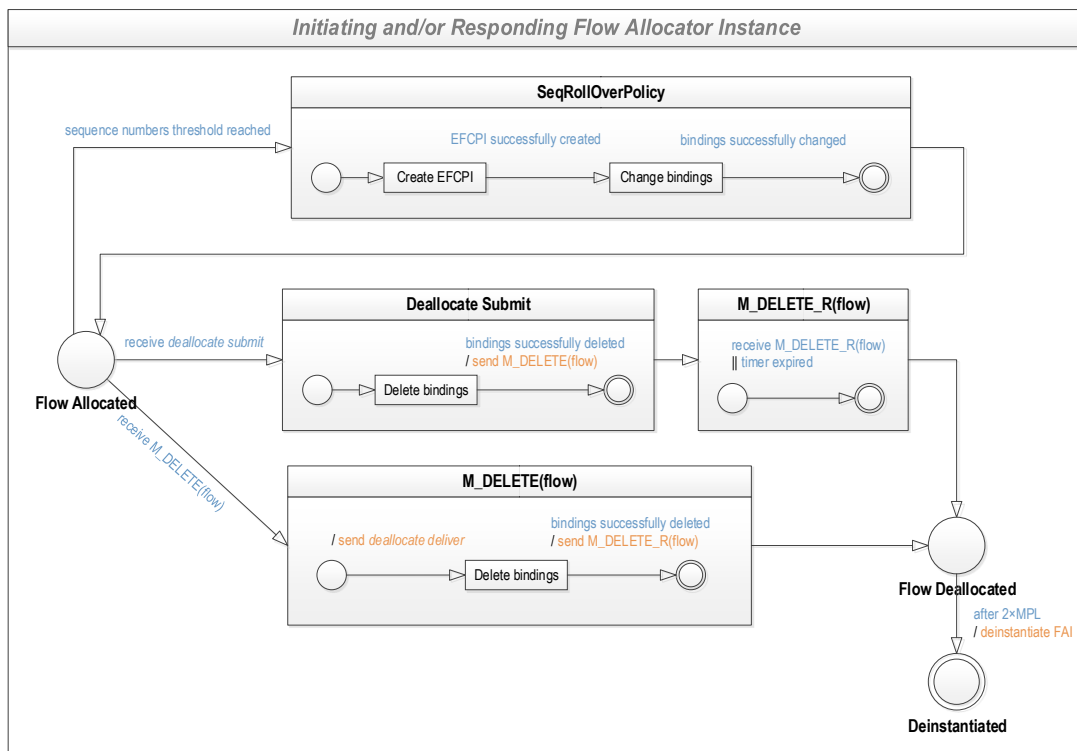 Initiating and/or Responding Flow Allocator Instance
SeqRollOverPolicy
sequence numbers threshold reached
EFCPI successfully created
bindings successfully changed
Create EFCPI
Change bindings
Deallocate Submit
M_DELETE_R(flow)
receive deallocate submit
bindings successfully deleted
/ send M_DELETE(flow)
receive M_DELETE_R(flow)
|| timer expired
Delete bindings
Flow Allocated
receive M_DELETE(flow)
M_DELETE(flow)
/ send deallocate deliver
bindings successfully deleted
/ send M_DELETE_R(flow)
Delete bindings
Flow Deallocated
after 2×MPL
/ deinstantiate FAI
Deinstantiated